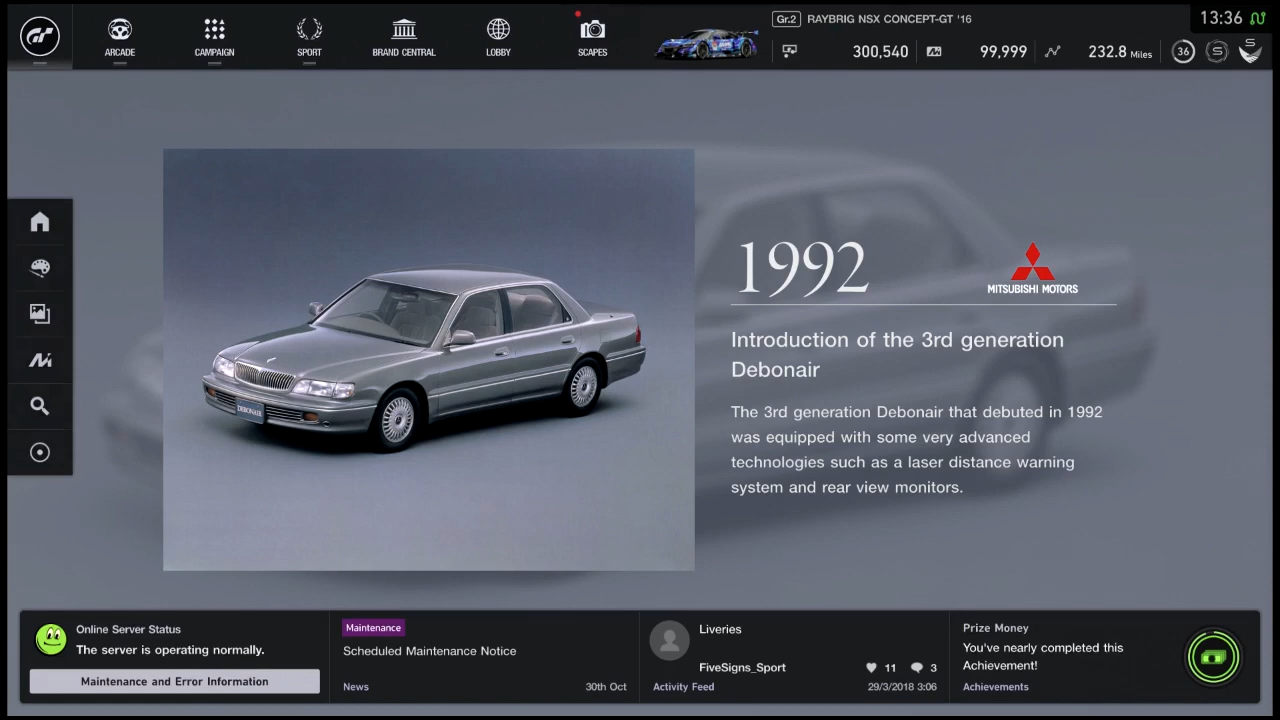 Gr.2 RAYBRIG NSX CONCEPT-GT '16
13:36
ARCADE
CAMPAIGN
SPORT
BRAND CENTRAL
LOBBY
SCAPES
300,540
99,999
232.8 Miles
36
S
S
1992
MITSUBISHI MOTORS
Introduction of the 3rd generation
Debonair
The 3rd generation Debonair that debuted in 1992
was equipped with some very advanced
technologies such as a laser distance warning
system and rear view monitors.
DEBONAIR
Online Server Status
The server is operating normally.
Maintenance and Error Information
Maintenance
Scheduled Maintenance Notice
News
30th Oct
Liveries
FiveSigns_Sport
11
3
Activity Feed
29/3/2018 3:06
Prize Money
You've nearly completed this
Achievement!
Achievements